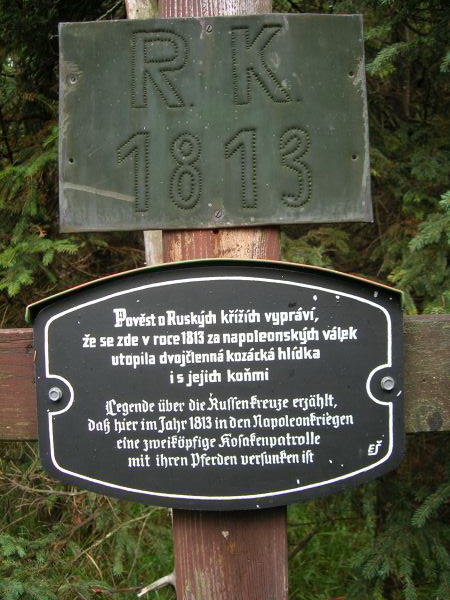 R. K.
1813
Pověst o Ruských křížích vypráví,
že se zde v roce 1813 za napoleonských válek
utopila dvojčlenná kozácká hlídka
i s jejich koňmi
Legende über die Russenkreuze erzählt,
daß hier im Jahr 1813 in den Napoleonkriegen
eine zweiköpfige Kosakenpatrolle
mit ihren Pferden versunken ist
EŘ